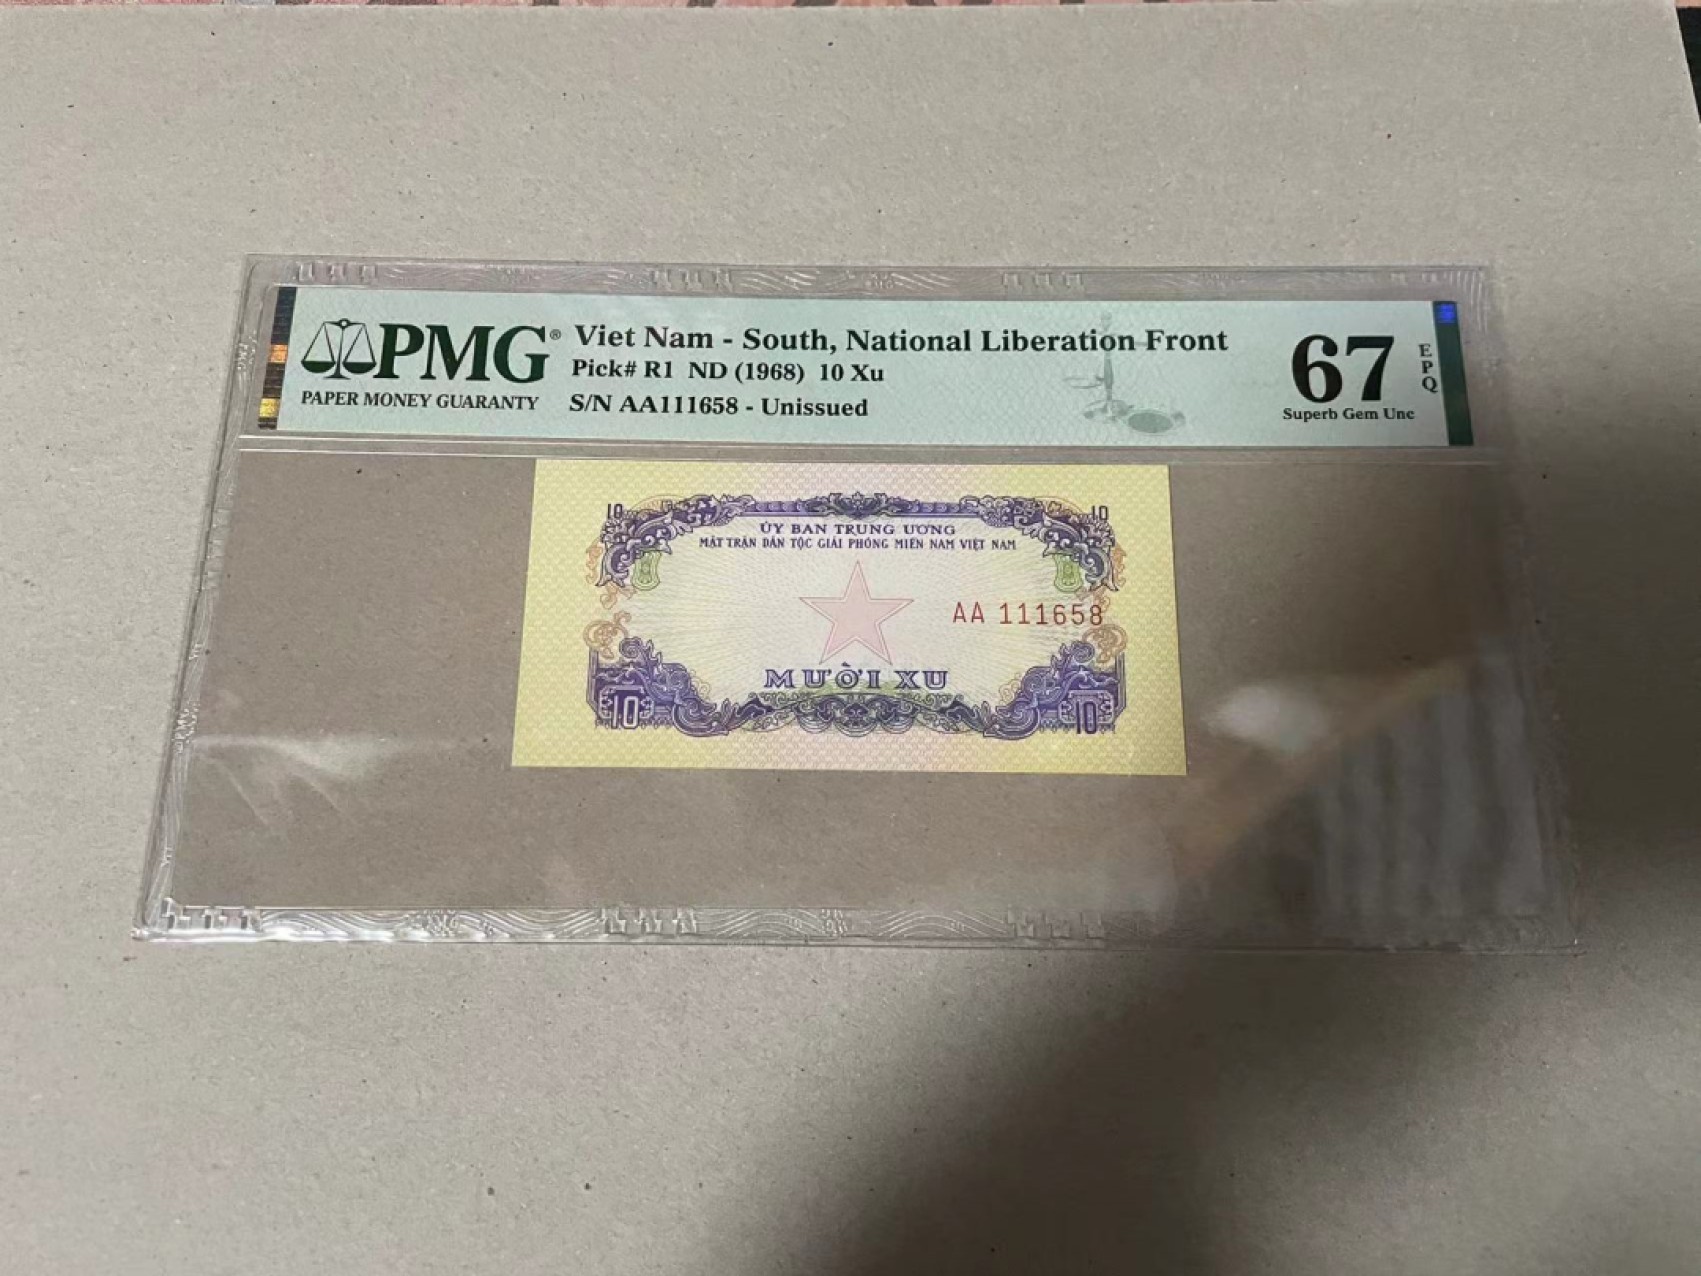 PMG®
PAPER MONEY GUARANTY
Viet Nam - South, National Liberation Front
Pick# R1 ND (1968) 10 Xu
S/N AA111658 - Unissued
67
EPQ
Superb Gem Unc
10
10
ỦY BAN TRUNG ƯƠNG
MẶT TRẬN DÂN TỘC GIẢI PHÓNG MIỀN NAM VIỆT NAM
AA 111658
MƯỜI XU
10
10